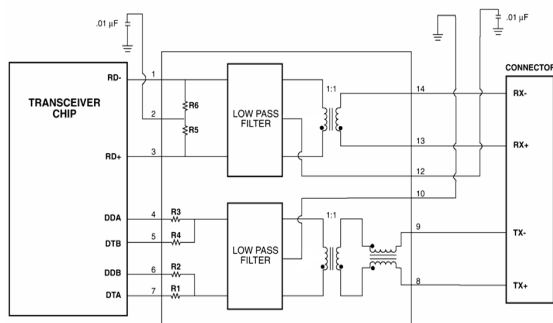 .01 µF
.01 µF
CONNECTOR
TRANSCEIVER
CHIP
RD-
1
2
RD+
3
R6
R5
LOW PASS
FILTER
1:1
14
RX-
13
RX+
12
10
DDA
4
R3
DTB
5
R4
DDB
6
R2
DTA
7
R1
LOW PASS
FILTER
1:1
9
TX-
8
TX+